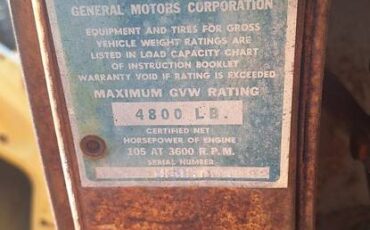 GENERAL MOTORS CORPORATION
EQUIPMENT AND TIRES FOR GROSS
VEHICLE WEIGHT RATINGS ARE
LISTED IN LOAD CAPACITY CHART
OF INSTRUCTION BOOKLET
WARRANTY VOID IF RATING IS EXCEEDED
MAXIMUM GVW RATING
4800 LB.
CERTIFIED NET
HORSEPOWER OF ENGINE
105 AT 3600 R.P.M.
SERIAL NUMBER